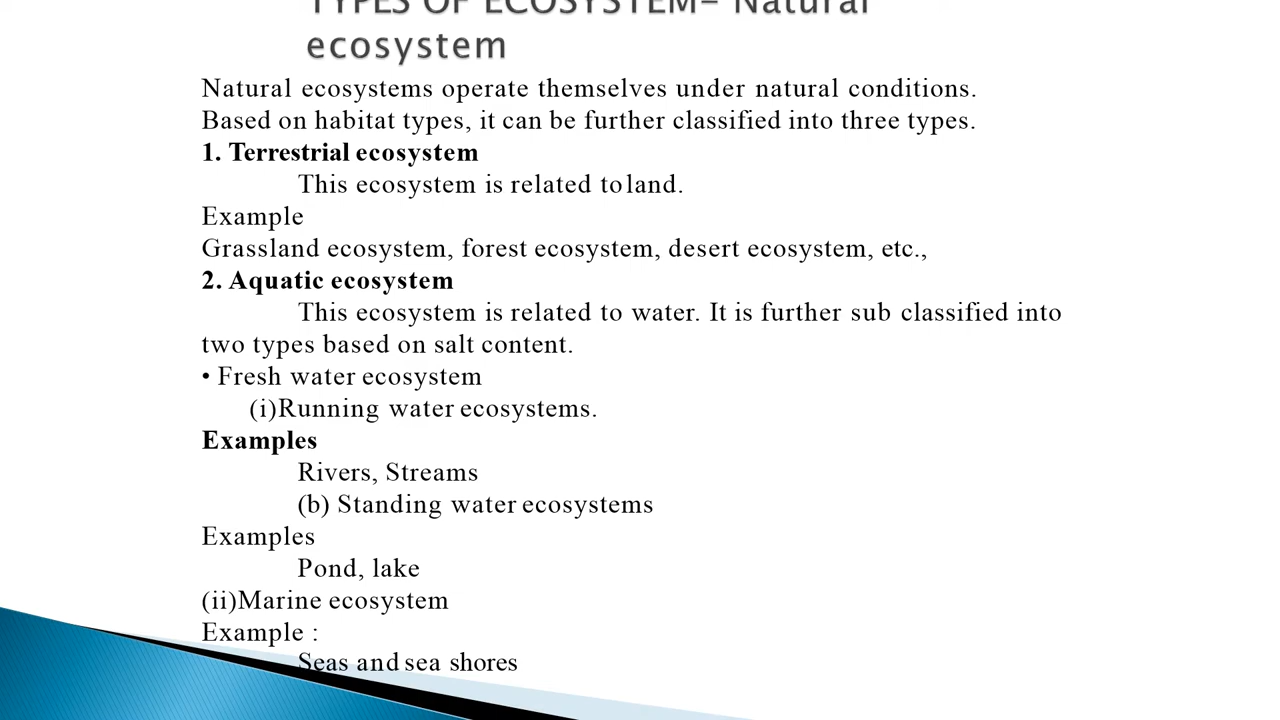 TYPES OF ECOSYSTEM– Natural
ecosystem
Natural ecosystems operate themselves under natural conditions.
Based on habitat types, it can be further classified into three types.
1. Terrestrial ecosystem
This ecosystem is related to land.
Example
Grassland ecosystem, forest ecosystem, desert ecosystem, etc.,
2. Aquatic ecosystem
This ecosystem is related to water. It is further sub classified into
two types based on salt content.
• Fresh water ecosystem
(i)Running water ecosystems.
Examples
Rivers, Streams
(b) Standing water ecosystems
Examples
Pond, lake
(ii)Marine ecosystem
Example :
Seas and sea shores